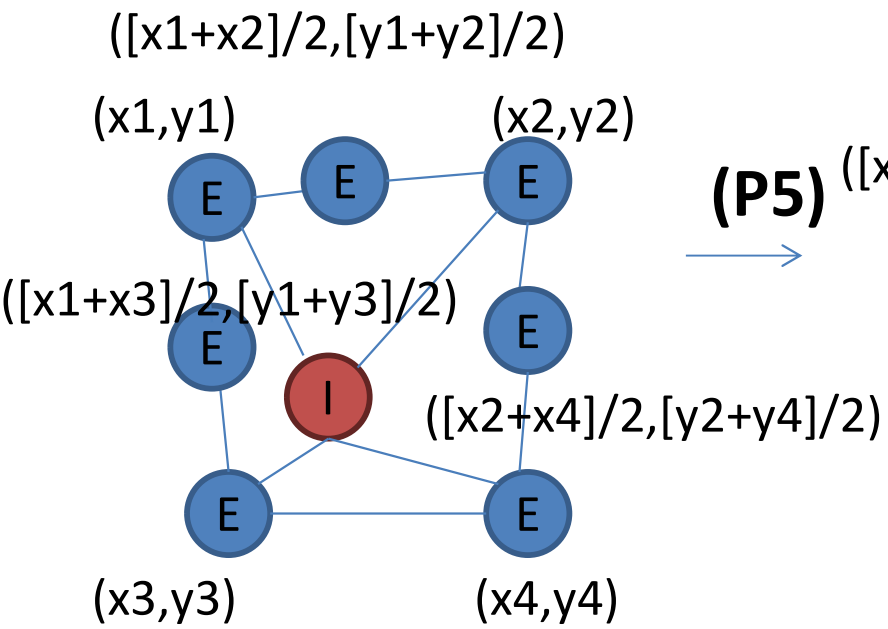 ([x1+x2]/2,[y1+y2]/2)
(x1,y1)
(x2,y2)
E
E
E
(P5)
([x
([x1+x3]/2,[y1+y3]/2)
E
E
I
([x2+x4]/2,[y2+y4]/2)
E
E
(x3,y3)
(x4,y4)